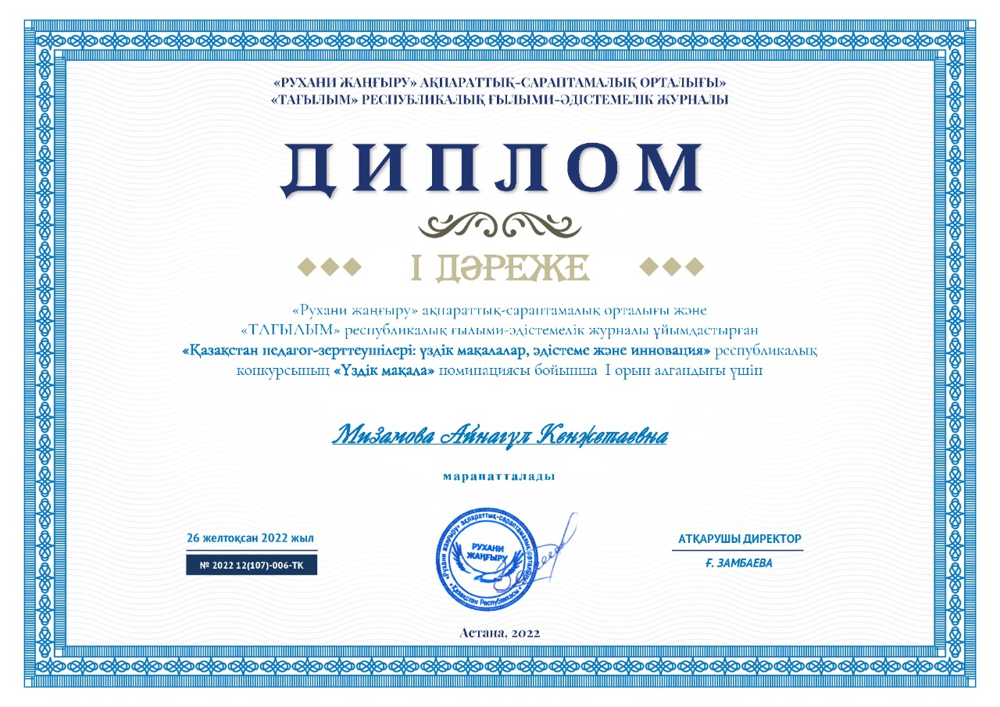 «РУХАНИ ЖАҢҒЫРУ» АҚПАРАТТЫҚ-САРАПТАМАЛЫҚ ОРТАЛЫҒЫ»
«ТАҒЫЛЫМ» РЕСПУБЛИКАЛЫҚ ҒЫЛЫМИ-ӘДІСТЕМЕЛІК ЖУРНАЛЫ
ДИПЛОМ
І ДӘРЕЖЕ
«Рухани жаңғыру» ақпараттық-сараптамалық орталығы және
«ТАҒЫЛЫМ» республикалық ғылыми-әдістемелік журналы ұйымдастырған
«Қазақстан педагог-зерттеушілері: үздік мақалалар, әдістеме және инновация» республикалық
конкурсының «Үздік мақала» номинациясы бойынша І орын алғандығы үшін
Мизамова Айнагүл Кенжетаевна
марапатталады
26 желтоқсан 2022 жыл
№ 2022 12(107)-006-ТК
«Рухани жаңғыру» ақпараттық-сараптамалық орталығы»
РУХАНИ
ЖАҢҒЫРУ
Қазақстан Республикасы
АТҚАРУШЫ ДИРЕКТОР
Ғ. ЗАМБАЕВА
Астана, 2022